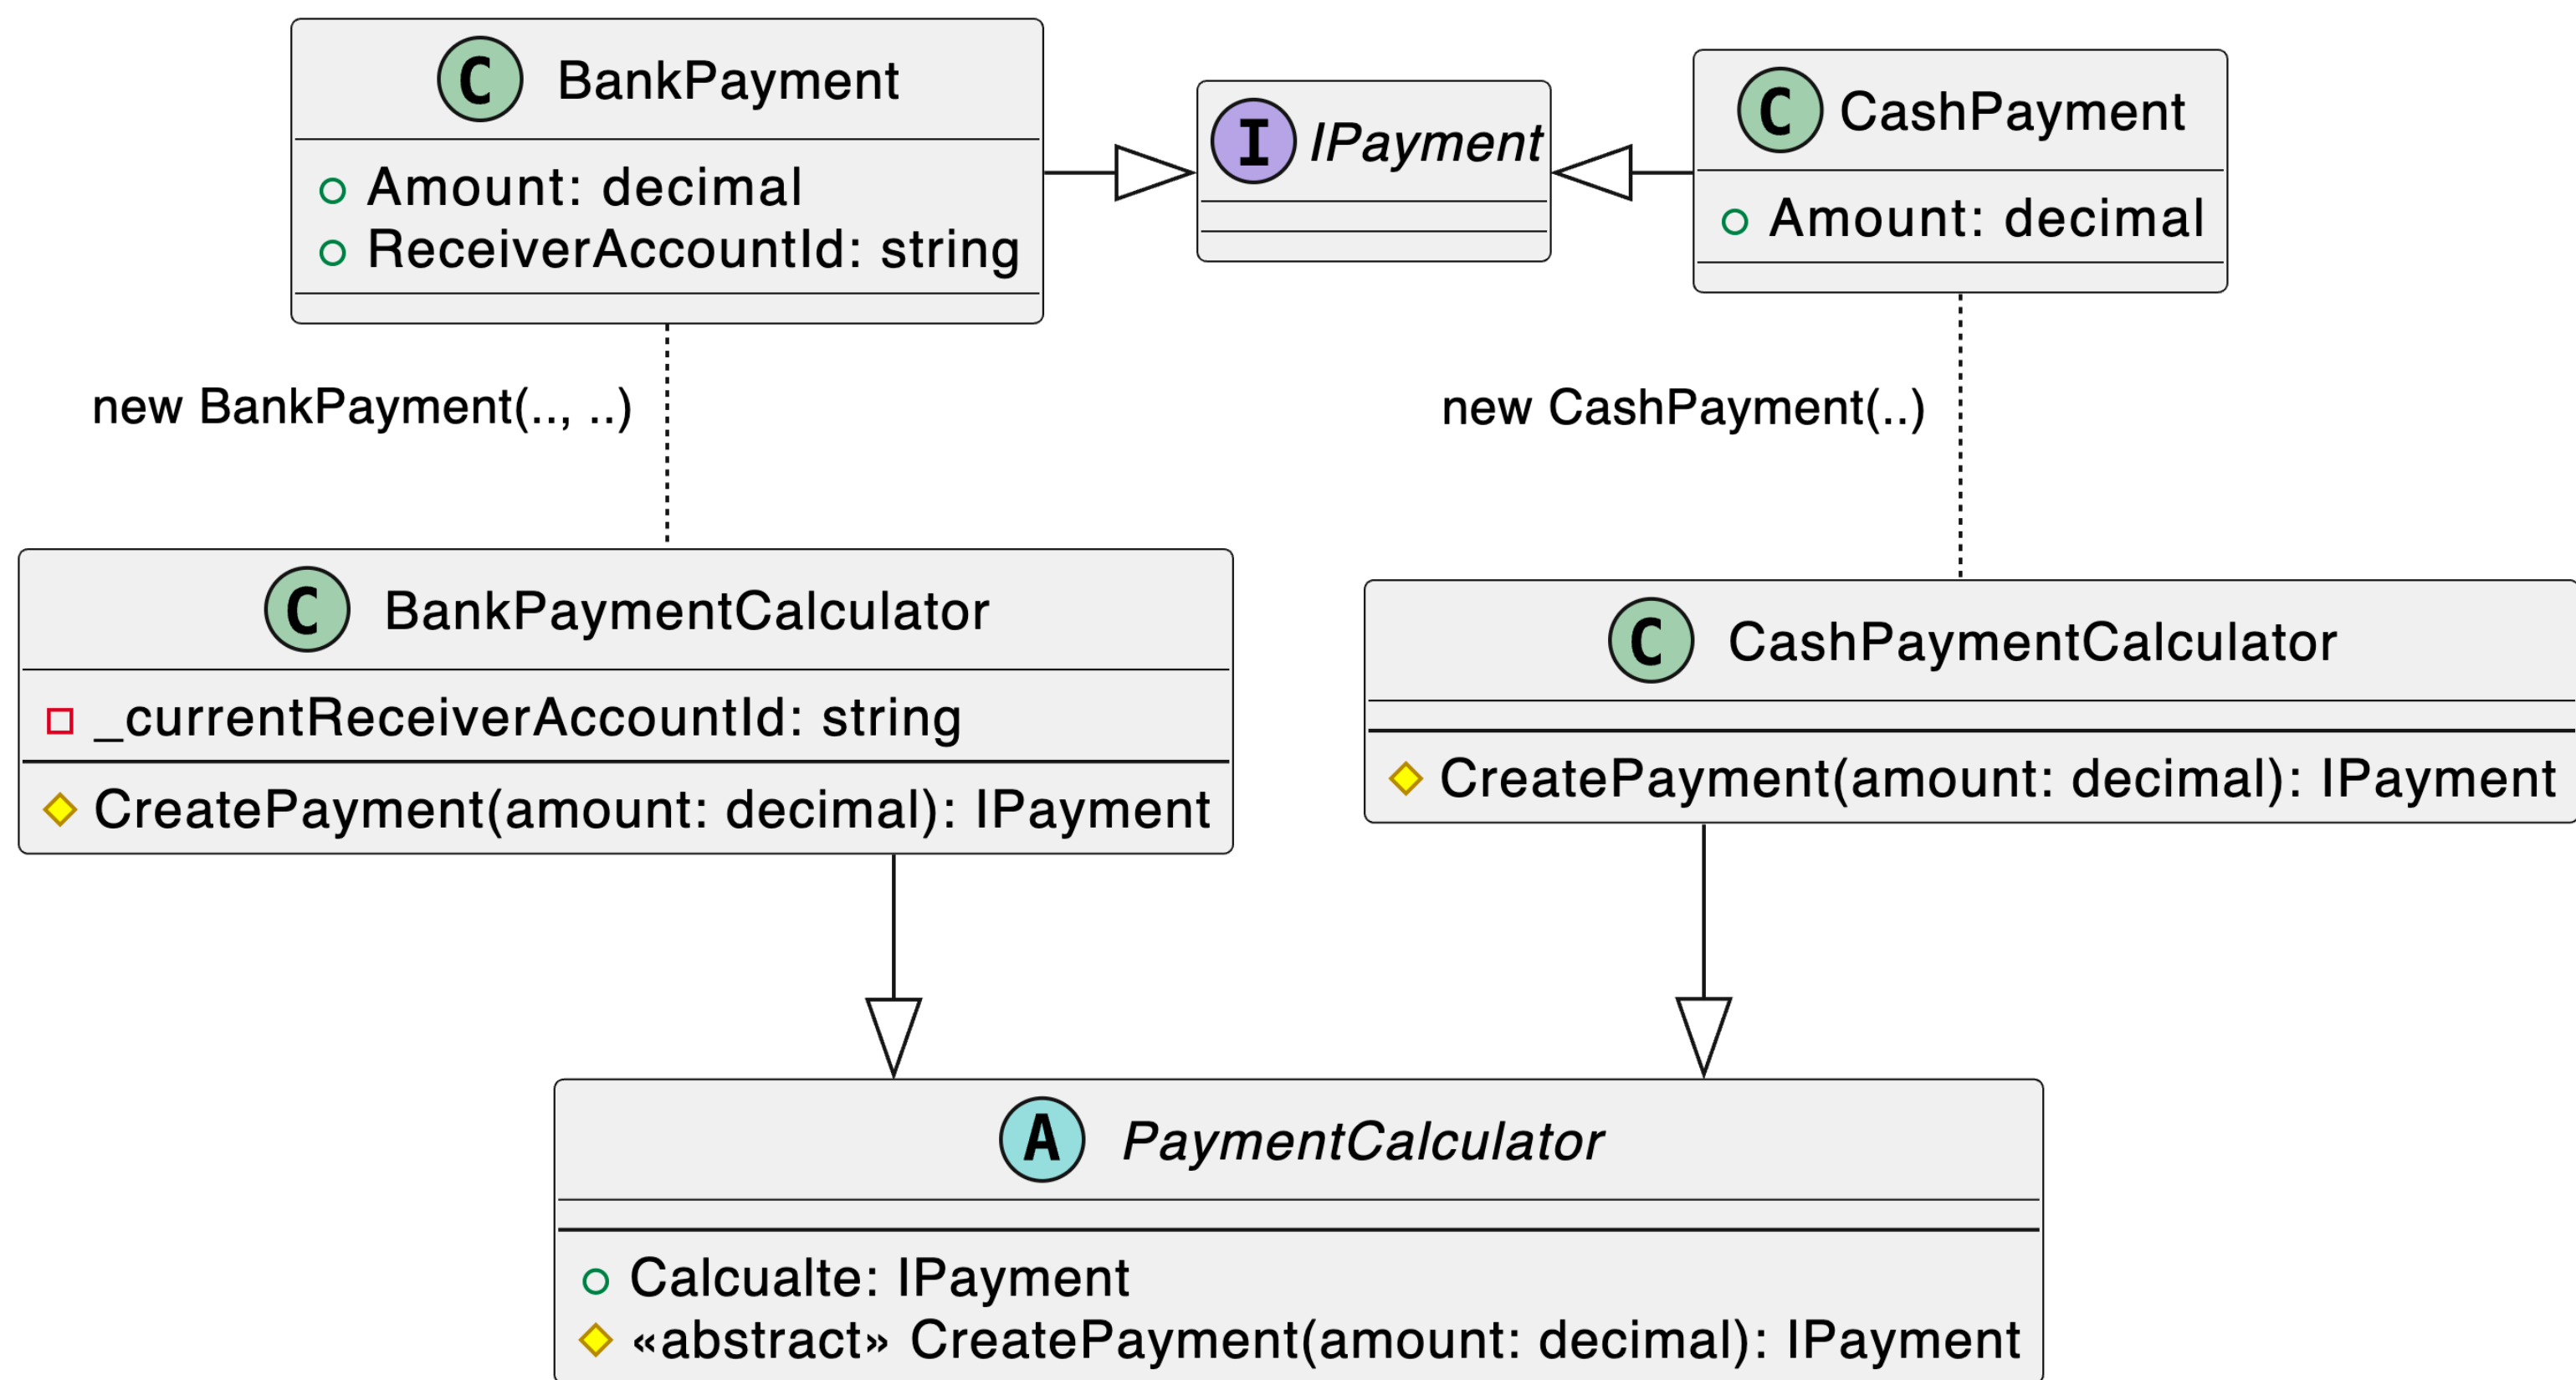 C BankPayment
Amount: decimal
ReceiverAccountId: string
I IPayment
C CashPayment
Amount: decimal
new BankPayment(.., ..)
new CashPayment(..)
C BankPaymentCalculator
_currentReceiverAccountId: string
CreatePayment(amount: decimal): IPayment
C CashPaymentCalculator
CreatePayment(amount: decimal): IPayment
A PaymentCalculator
Calcualte: IPayment
«abstract» CreatePayment(amount: decimal): IPayment